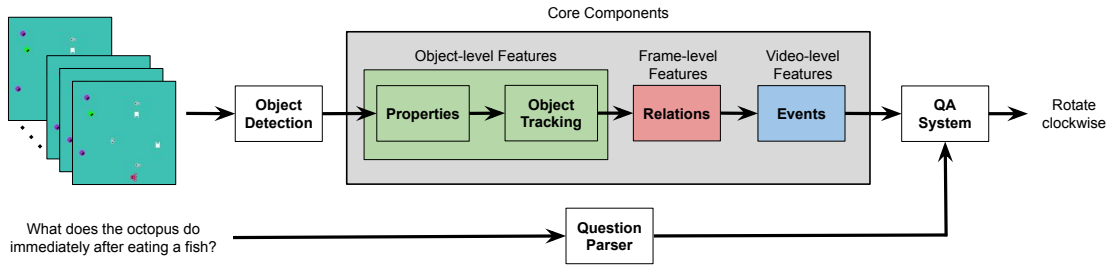 Core Components
Object-level Features
Frame-level
Features
Video-level
Features
Object
Detection
Properties
Object
Tracking
Relations
Events
QA
System
Rotate
clockwise
What does the octopus do
immediately after eating a fish?
Question
Parser